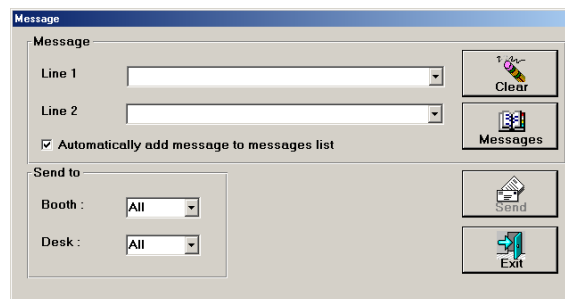 Message
Message
Line 1
Clear
Line 2
Messages
Automatically add message to messages list
Send to
Booth : All
Send
Desk : All
Exit